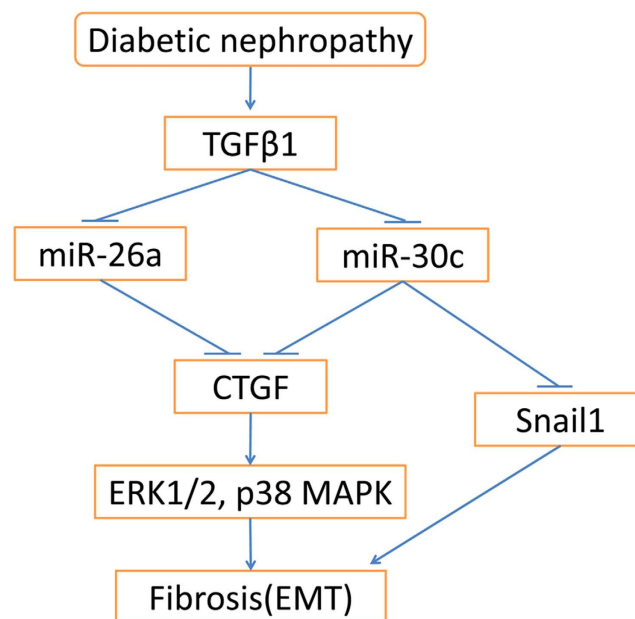 Diabetic nephropathy
TGFβ1
miR-26a
miR-30c
CTGF
Snail1
ERK1/2, p38 MAPK
Fibrosis(EMT)